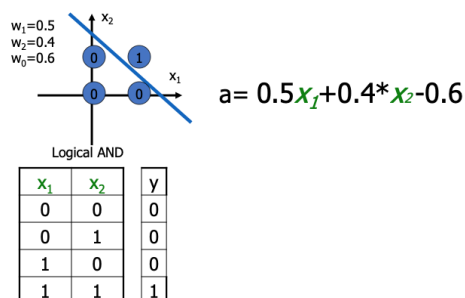 w₁=0.5
w₂=0.4
w₀=0.6
x₂
0 1
x₁
0 0
a= 0.5x₁+0.4*x₂-0.6
Logical AND
x₁ x₂ y
0 0 0
0 1 0
1 0 0
1 1 1